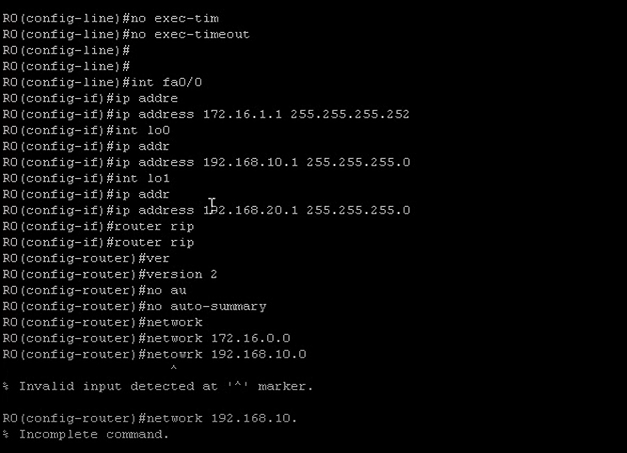 RO(config-line)#no exec-tim
RO(config-line)#no exec-timeout
RO(config-line)#
RO(config-line)#
RO(config-line)#int fa0/0
RO(config-if)#ip addre
RO(config-if)#ip address 172.16.1.1 255.255.255.252
RO(config-if)#int lo0
RO(config-if)#ip addr
RO(config-if)#ip address 192.168.10.1 255.255.255.0
RO(config-if)#int lo1
RO(config-if)#ip addr
RO(config-if)#ip address 192.168.20.1 255.255.255.0
RO(config-if)#router rip
RO(config-if)#router rip
RO(config-router)#ver
RO(config-router)#version 2
RO(config-router)#no au
RO(config-router)#no auto-summary
RO(config-router)#network
RO(config-router)#network 172.16.0.0
RO(config-router)#netowrk 192.168.10.0
^
% Invalid input detected at '^' marker.
RO(config-router)#network 192.168.10.
% Incomplete command.